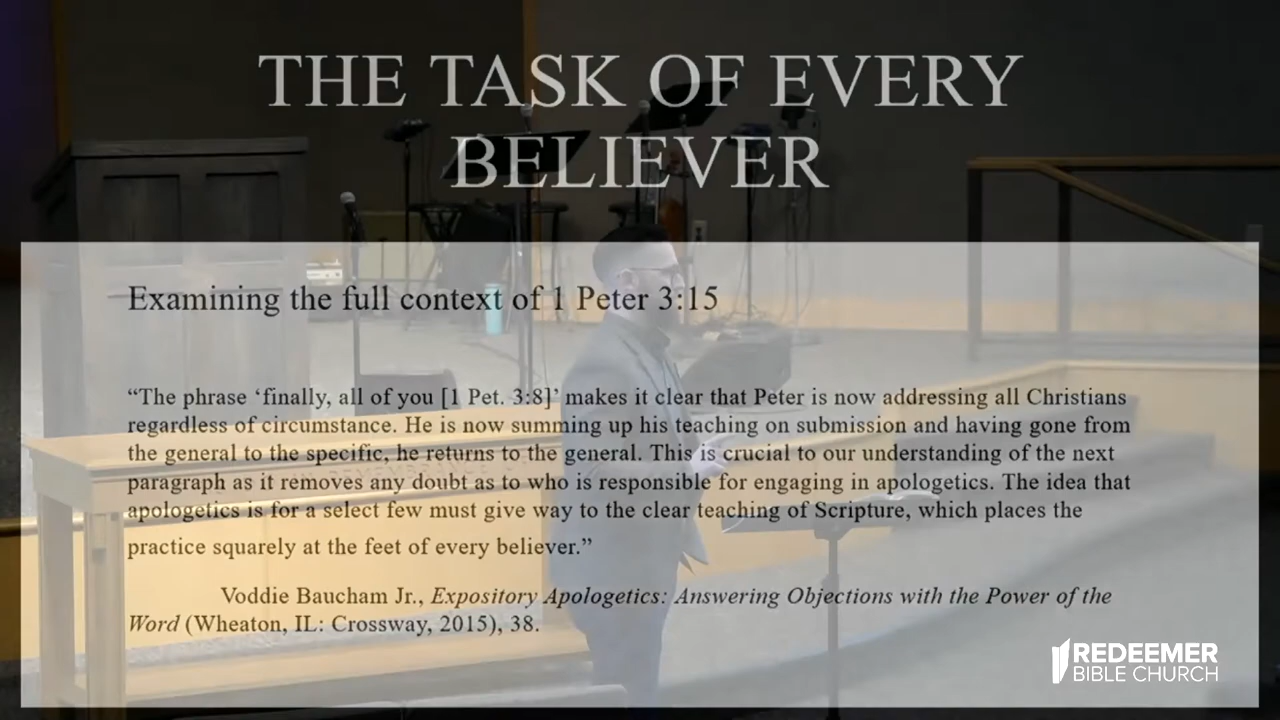 THE TASK OF EVERY
BELIEVER
Examining the full context of 1 Peter 3:15
“The phrase ‘finally, all of you [1 Pet. 3:8]’ makes it clear that Peter is now addressing all Christians
regardless of circumstance. He is now summing up his teaching on submission and having gone from
the general to the specific, he returns to the general. This is crucial to our understanding of the next
paragraph as it removes any doubt as to who is responsible for engaging in apologetics. The idea that
apologetics is for a select few must give way to the clear teaching of Scripture, which places the
practice squarely at the feet of every believer.”
Voddie Baucham Jr., Expository Apologetics: Answering Objections with the Power of the
Word (Wheaton, IL: Crossway, 2015), 38.
REDEEMER
BIBLE CHURCH